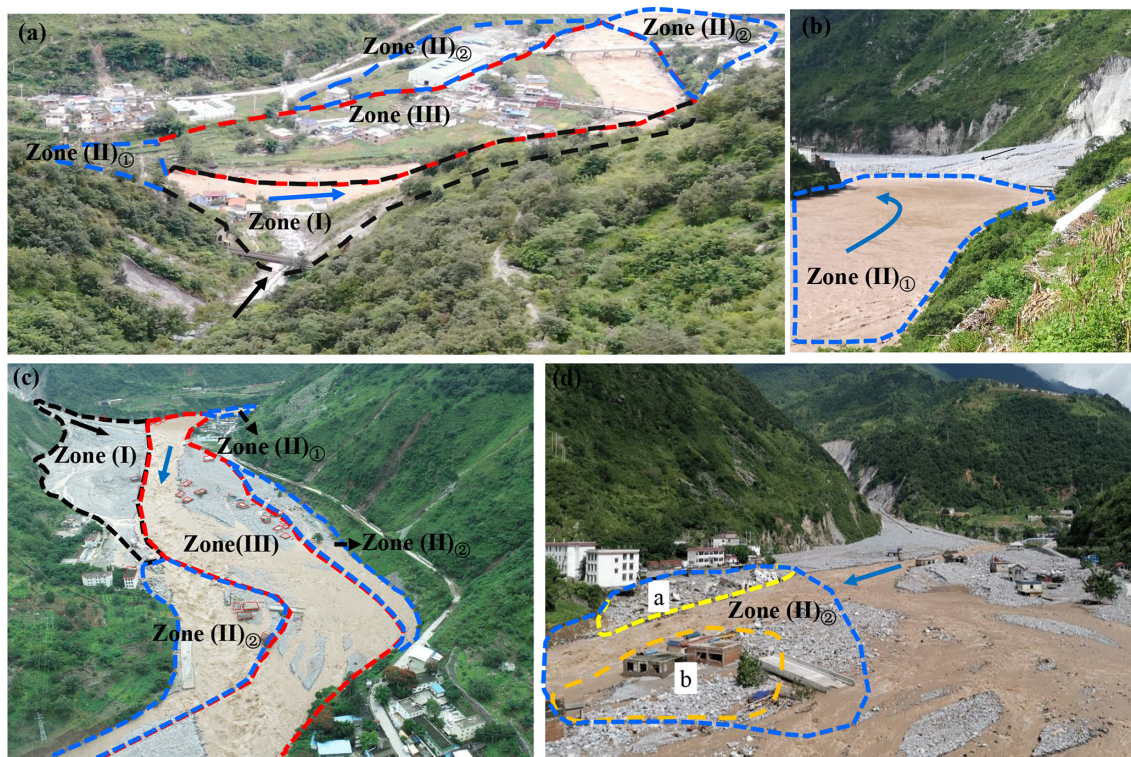 (a)
Zone (II)②
Zone (II)②
Zone (III)
Zone (II)①
Zone (I)
(b)
Zone (II)①
(c)
Zone (I)
Zone (II)①
Zone(III)
Zone (II)②
Zone (II)②
(d)
a
Zone (II)②
b